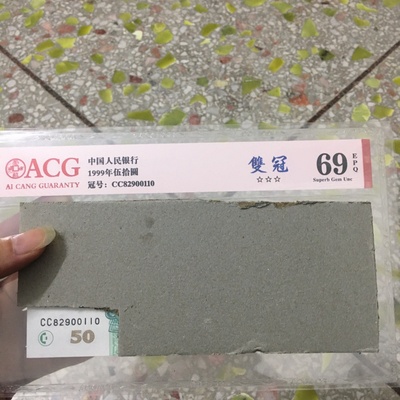 ACG
AI CANG GUARANTY
中国人民银行
1999年伍拾圓
冠号：CC82900110
雙冠
☆☆☆
69
EPQ
Superb Gem Unc
CC82900110
50